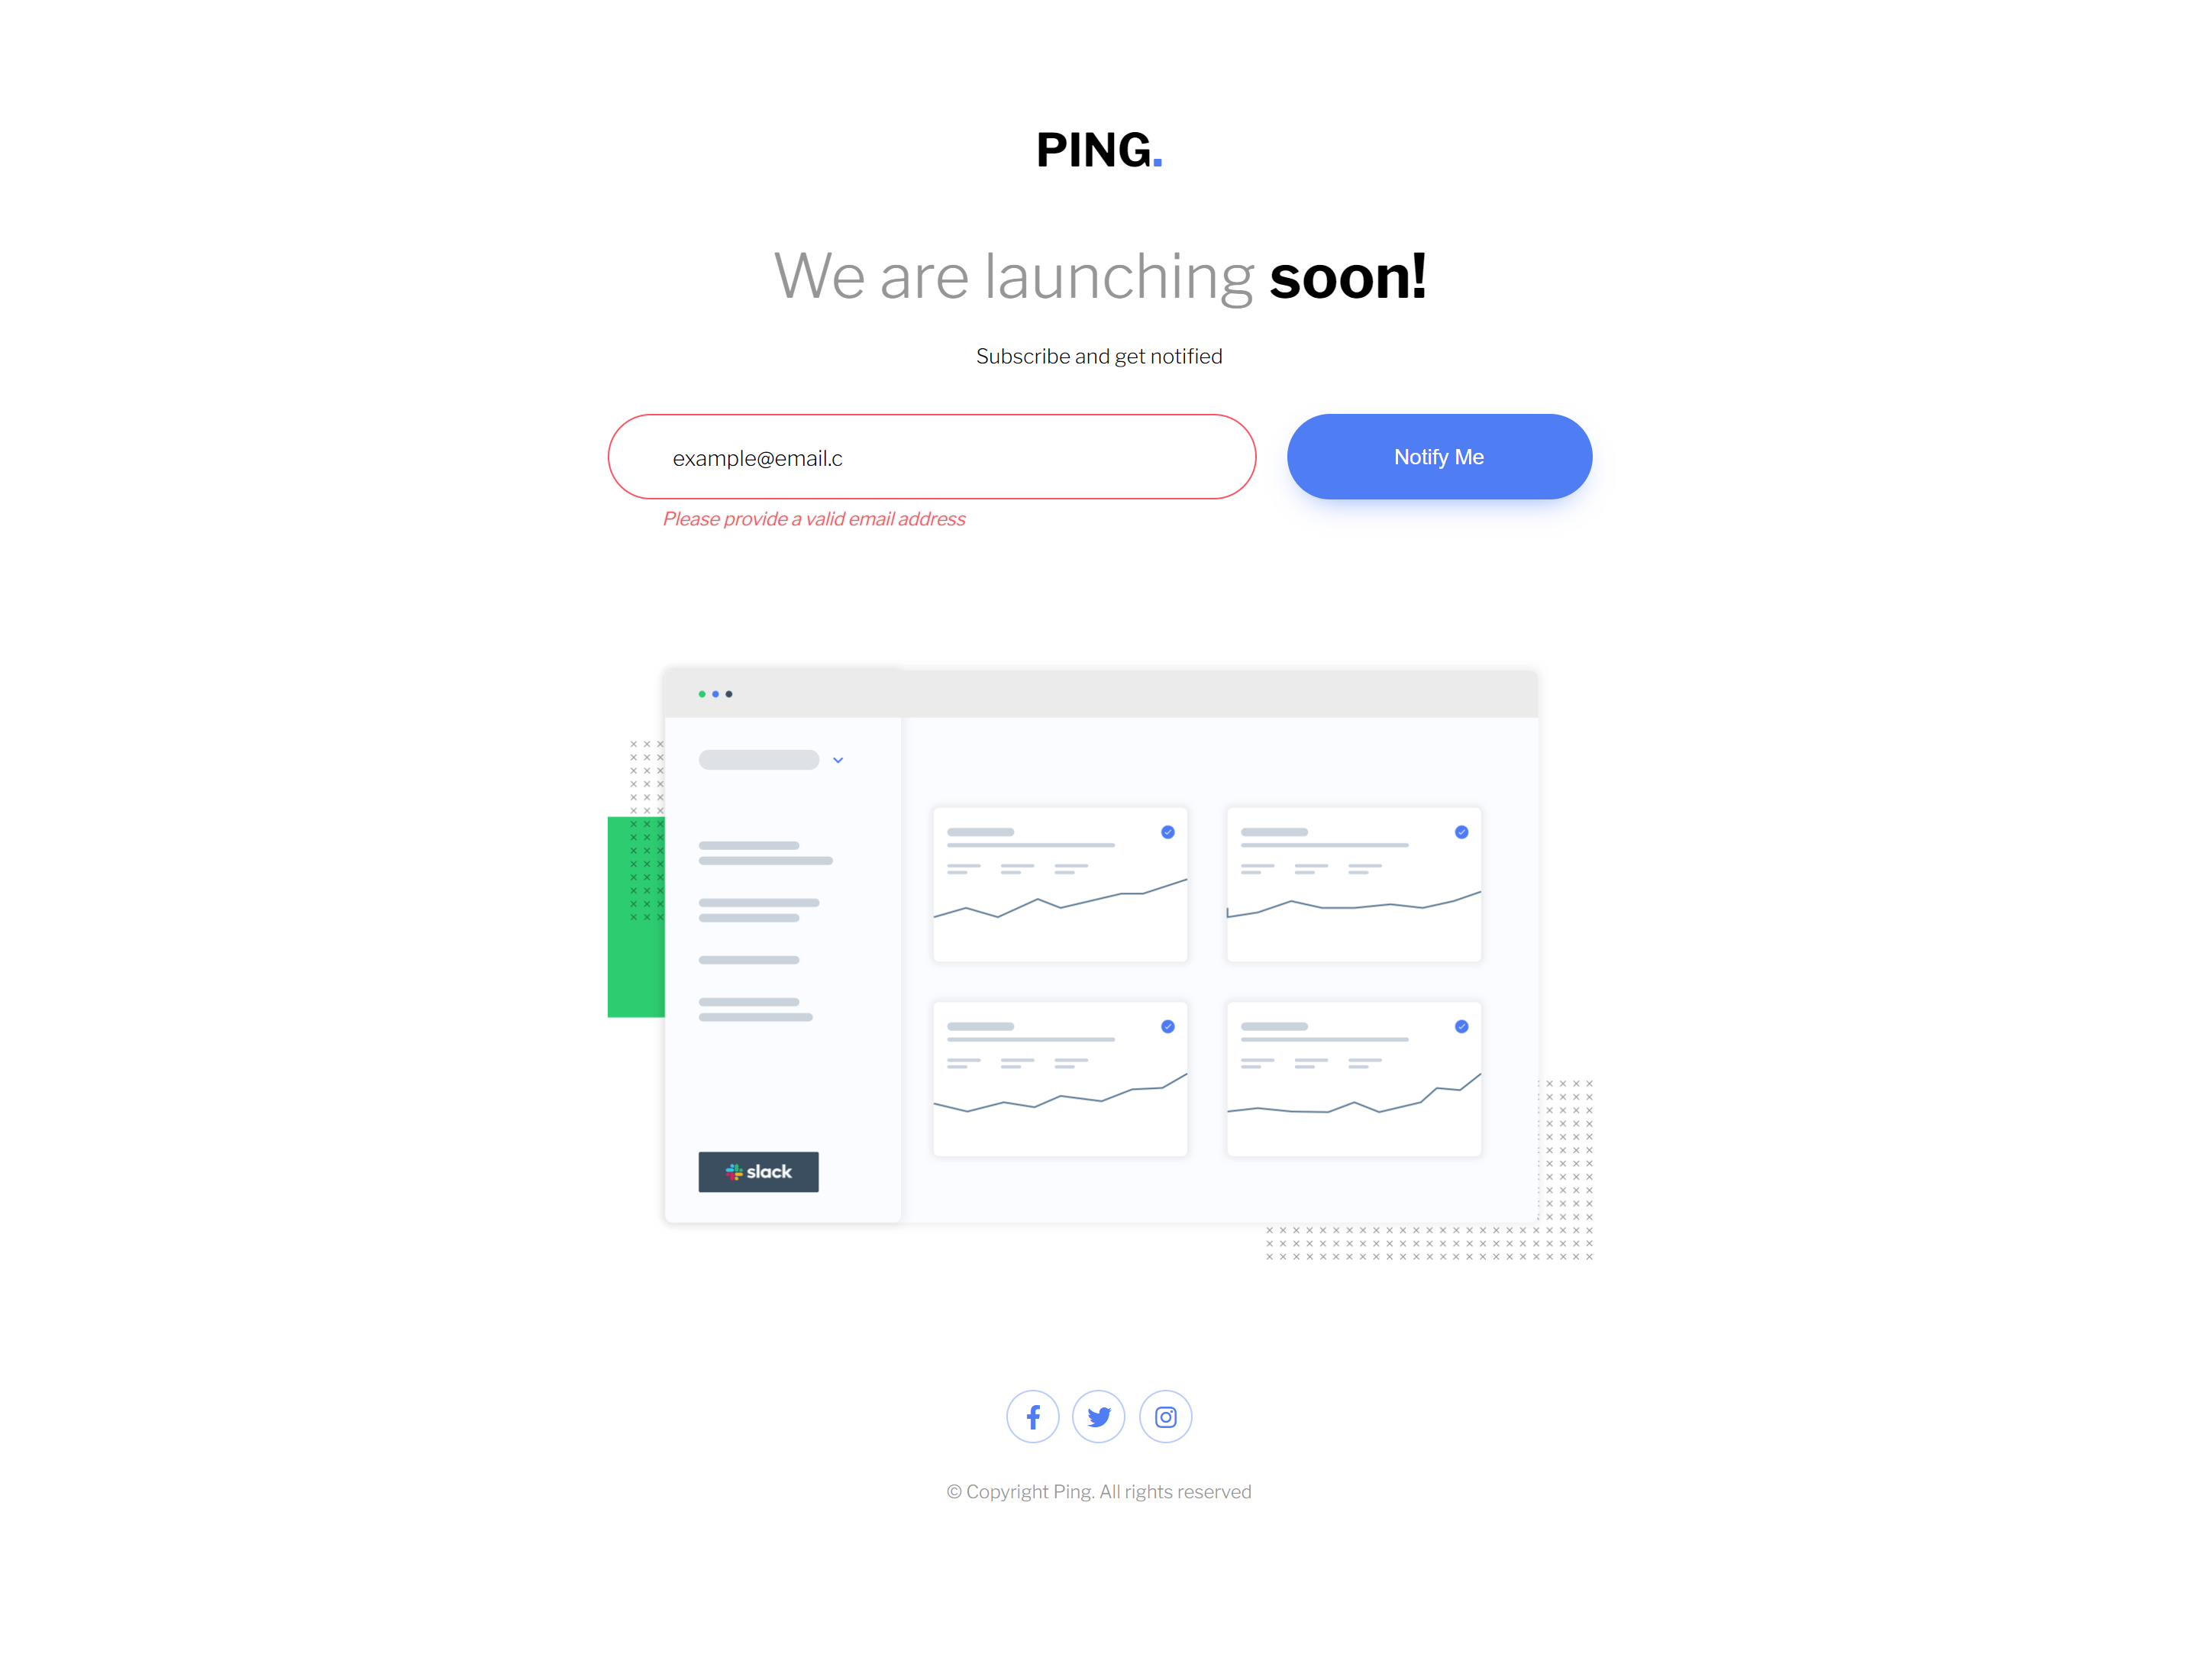 PING.
We are launching soon!
Subscribe and get notified
example@email.c
Notify Me
Please provide a valid email address
slack
© Copyright Ping. All rights reserved